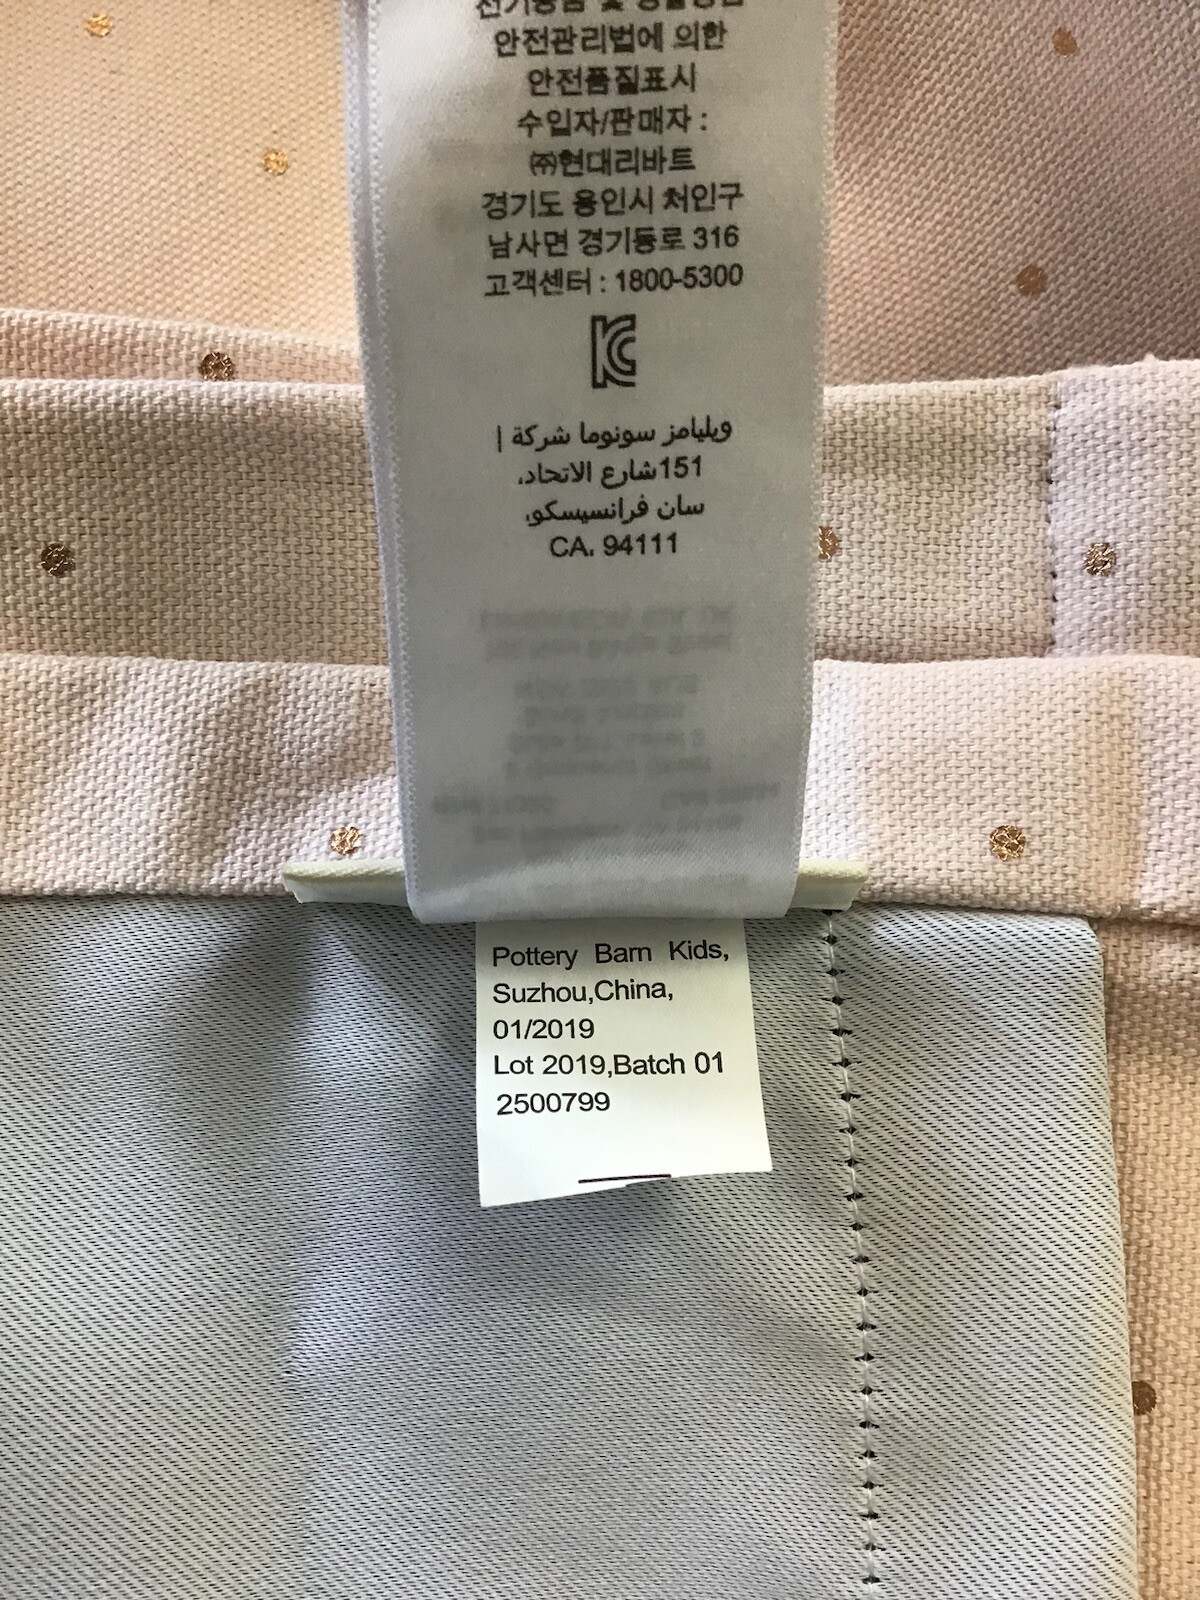 안전관리법에 의한
안전품질표시
수입자/판매자 :
㈜현대리바트
경기도 용인시 처인구
남사면 경기동로 316
고객센터 : 1800-5300
ويليامز سونوما شركة |
151شارع الاتحاد،
سان فرانسيسكو،
CA، 94111
Pottery Barn Kids,
Suzhou,China,
01/2019
Lot 2019,Batch 01
2500799